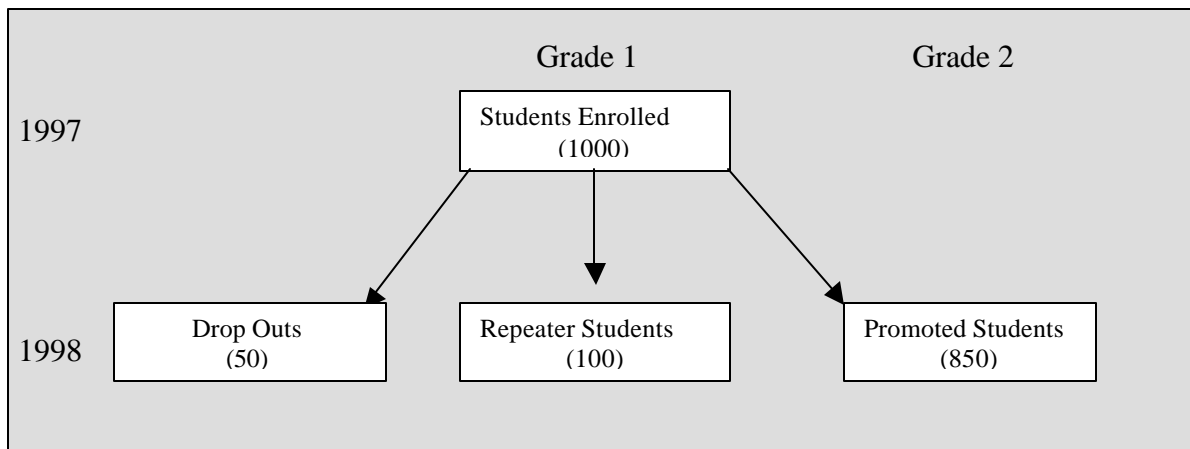 Grade 1 Grade 2
1997
Students Enrolled
(1000)
1998
Drop Outs
(50)
Repeater Students
(100)
Promoted Students
(850)